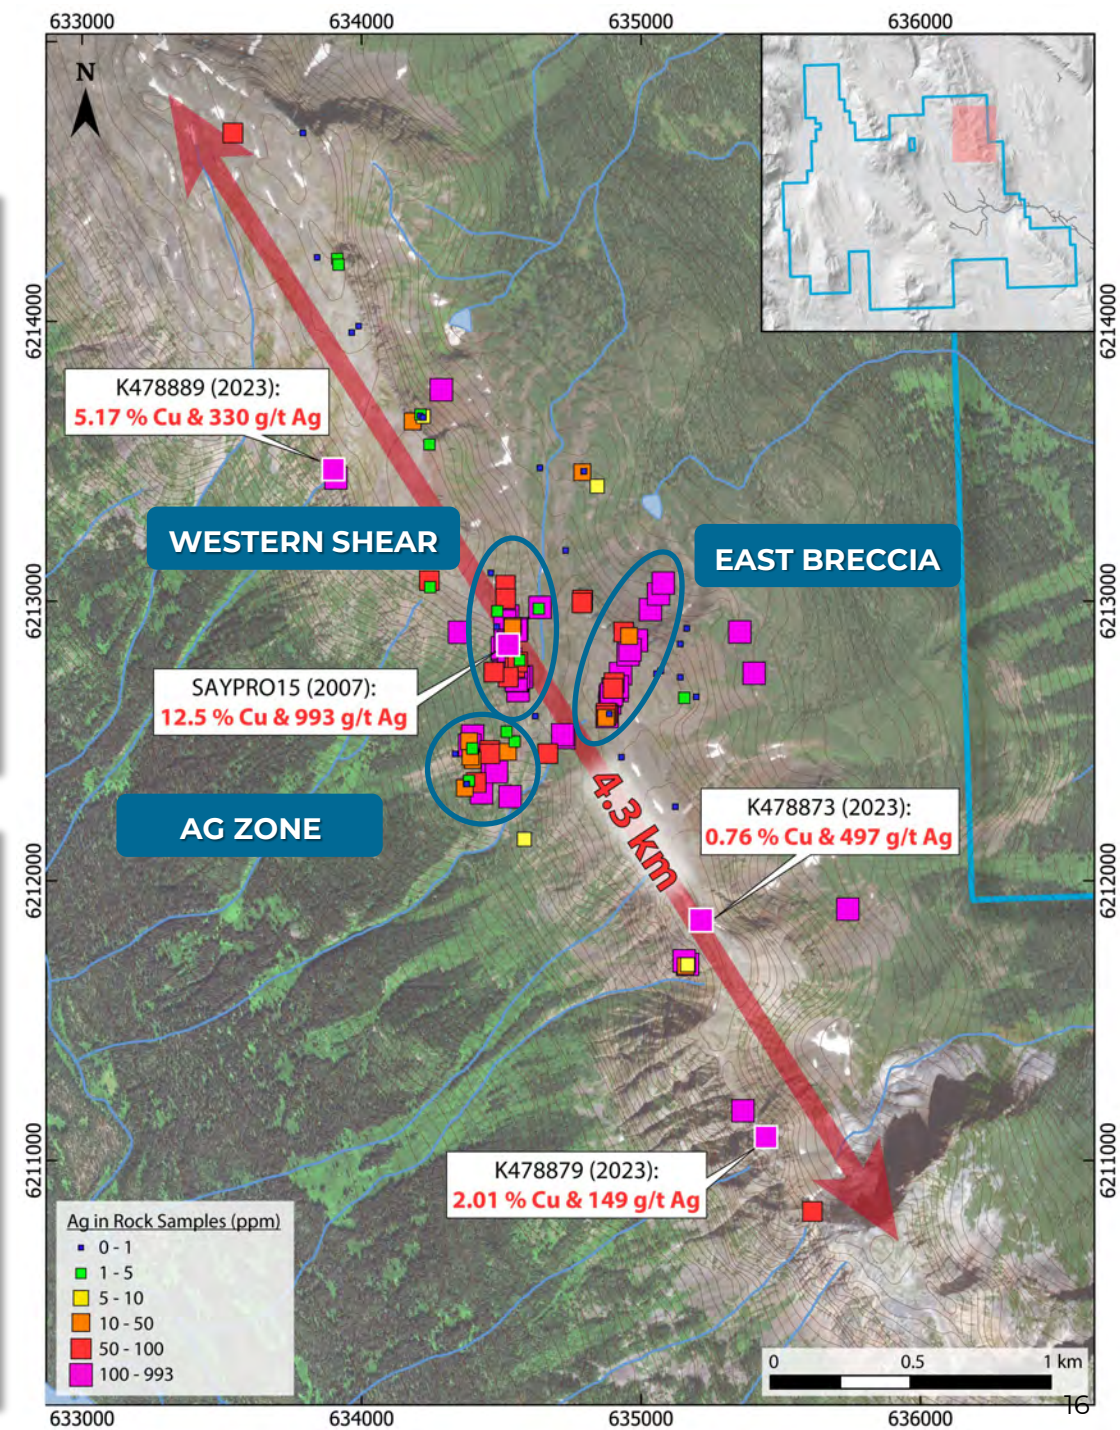 633000
634000
635000
636000
N
6214000
6214000
K478889 (2023):
5.17 % Cu & 330 g/t Ag
WESTERN SHEAR
EAST BRECCIA
6213000
6213000
SAYPRO15 (2007):
12.5 % Cu & 993 g/t Ag
AG ZONE
4.3 km
K478873 (2023):
0.76 % Cu & 497 g/t Ag
6212000
6212000
K478879 (2023):
2.01 % Cu & 149 g/t Ag
6211000
6211000
Ag in Rock Samples (ppm)
0 - 1
1 - 5
5 - 10
10 - 50
50 - 100
100 - 993
0
0.5
1 km
16
633000
634000
635000
636000